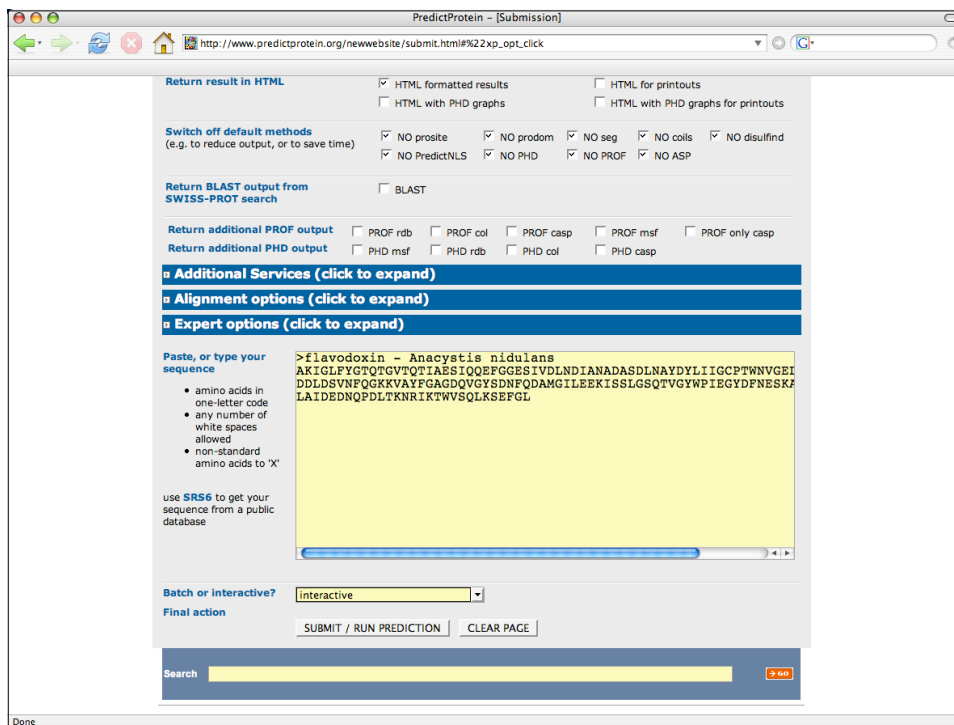 PredictProtein – [Submission]
http://www.predictprotein.org/newwebsite/submit.html#%22xp_opt_click
G
Return result in HTML
HTML formatted results HTML for printouts
HTML with PHD graphs HTML with PHD graphs for printouts
Switch off default methods
(e.g. to reduce output, or to save time)
NO prosite NO prodom NO seg NO coils NO disulfind
NO PredictNLS NO PHD NO PROF NO ASP
Return BLAST output from
SWISS-PROT search
BLAST
Return additional PROF output PROF rdb PROF col PROF casp PROF msf PROF only casp
Return additional PHD output PHD msf PHD rdb PHD col PHD casp
Additional Services (click to expand)
Alignment options (click to expand)
Expert options (click to expand)
Paste, or type your
sequence
• amino acids in
one-letter code
• any number of
white spaces
allowed
• non-standard
amino acids to 'X'
use SRS6 to get your
sequence from a public
database
>flavodoxin - Anacystis nidulans
AKIGLFYGTQTGVTQTIAESIQQEFGGESIVDLNDIANADASDLNAYDYLIIGCPTWNVGEL
DDLDSVNFQGKKVAYFGAGDQVGYSDNFQDAMGILEEKISSLGSQTVGYWPIEGYDFNESKA
LAIDEDNQPDLTKNRIKTWVSQLKSEFGL
Batch or interactive? interactive
Final action
SUBMIT / RUN PREDICTION CLEAR PAGE
Search GO
Done